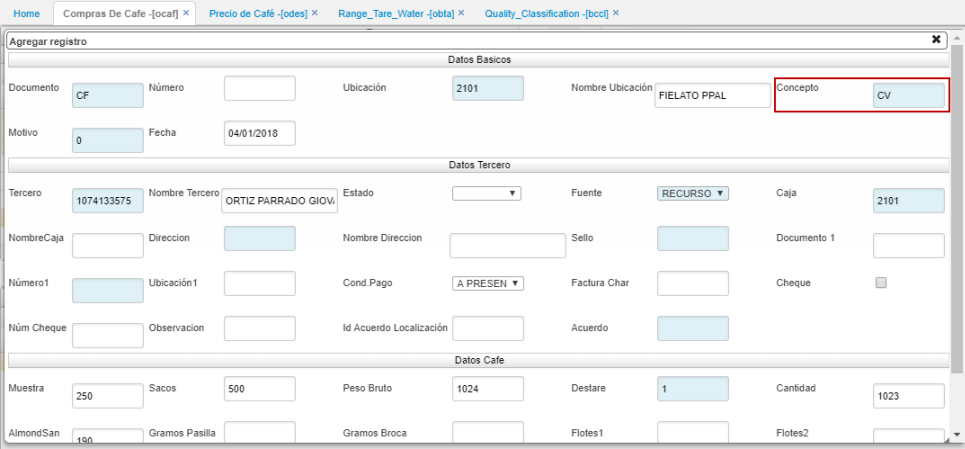 Home Compras De Cafe -[ocaf] × Precio de Café -[odes] × Range_Tare_Water -[obta] × Quality_Classification -[bccl] ×
Agregar registro ✖
Datos Basicos
Documento CF Número Ubicación 2101 Nombre Ubicación FIELATO PPAL Concepto CV
Motivo 0 Fecha 04/01/2018
Datos Tercero
Tercero 1074133575 Nombre Tercero ORTIZ PARRADO GIOV Estado Fuente RECURSO Caja 2101
NombreCaja Direccion Nombre Direccion Sello Documento 1
Número1 Ubicación1 Cond.Pago A PRESEN Factura Char Cheque
Núm Cheque Observacion Id Acuerdo Localización Acuerdo
Datos Cafe
Muestra 250 Sacos 500 Peso Bruto 1024 Destare 1 Cantidad 1023
AlmondSan 190 Gramos Pasilla Gramos Broca Flotes1 Flotes2